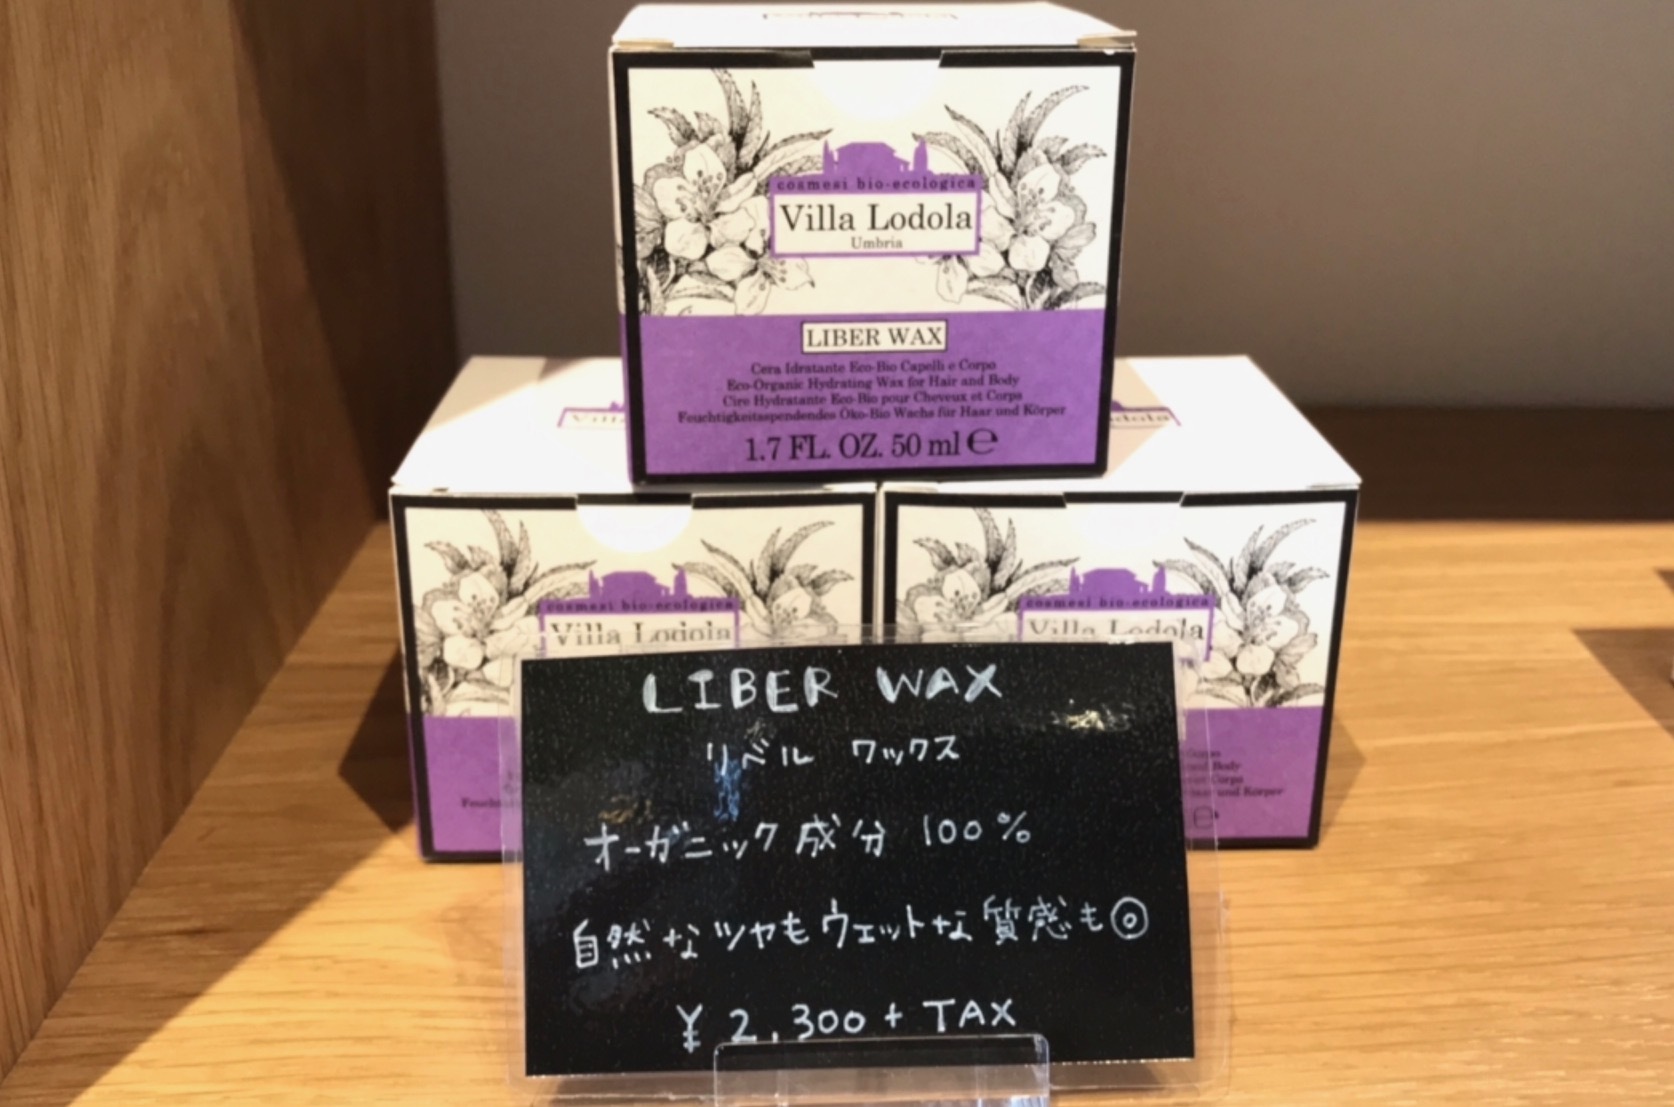 cosmesi bio-ecologica
Villa Lodola
Umbria
LIBER WAX
Cera Idratante Eco-Bio Capelli e Corpo
Eco-Organic Hydrating Wax for Hair and Body
Cire Hydratante Eco-Bio pour Cheveux et Corps
Feuchtigkeitsspendendes Öko-Bio Wachs für Haar und Körper
1.7 FL. OZ. 50 ml ℮
cosmesi bio-ecologica
Villa Lodola
cosmesi bio-ecologica
Villa Lodola
Body
und Körper
LIBER WAX
リベル ワックス
オーガニック成分 100%
自然なツヤもウェットな質感も◎
¥2,300+TAX